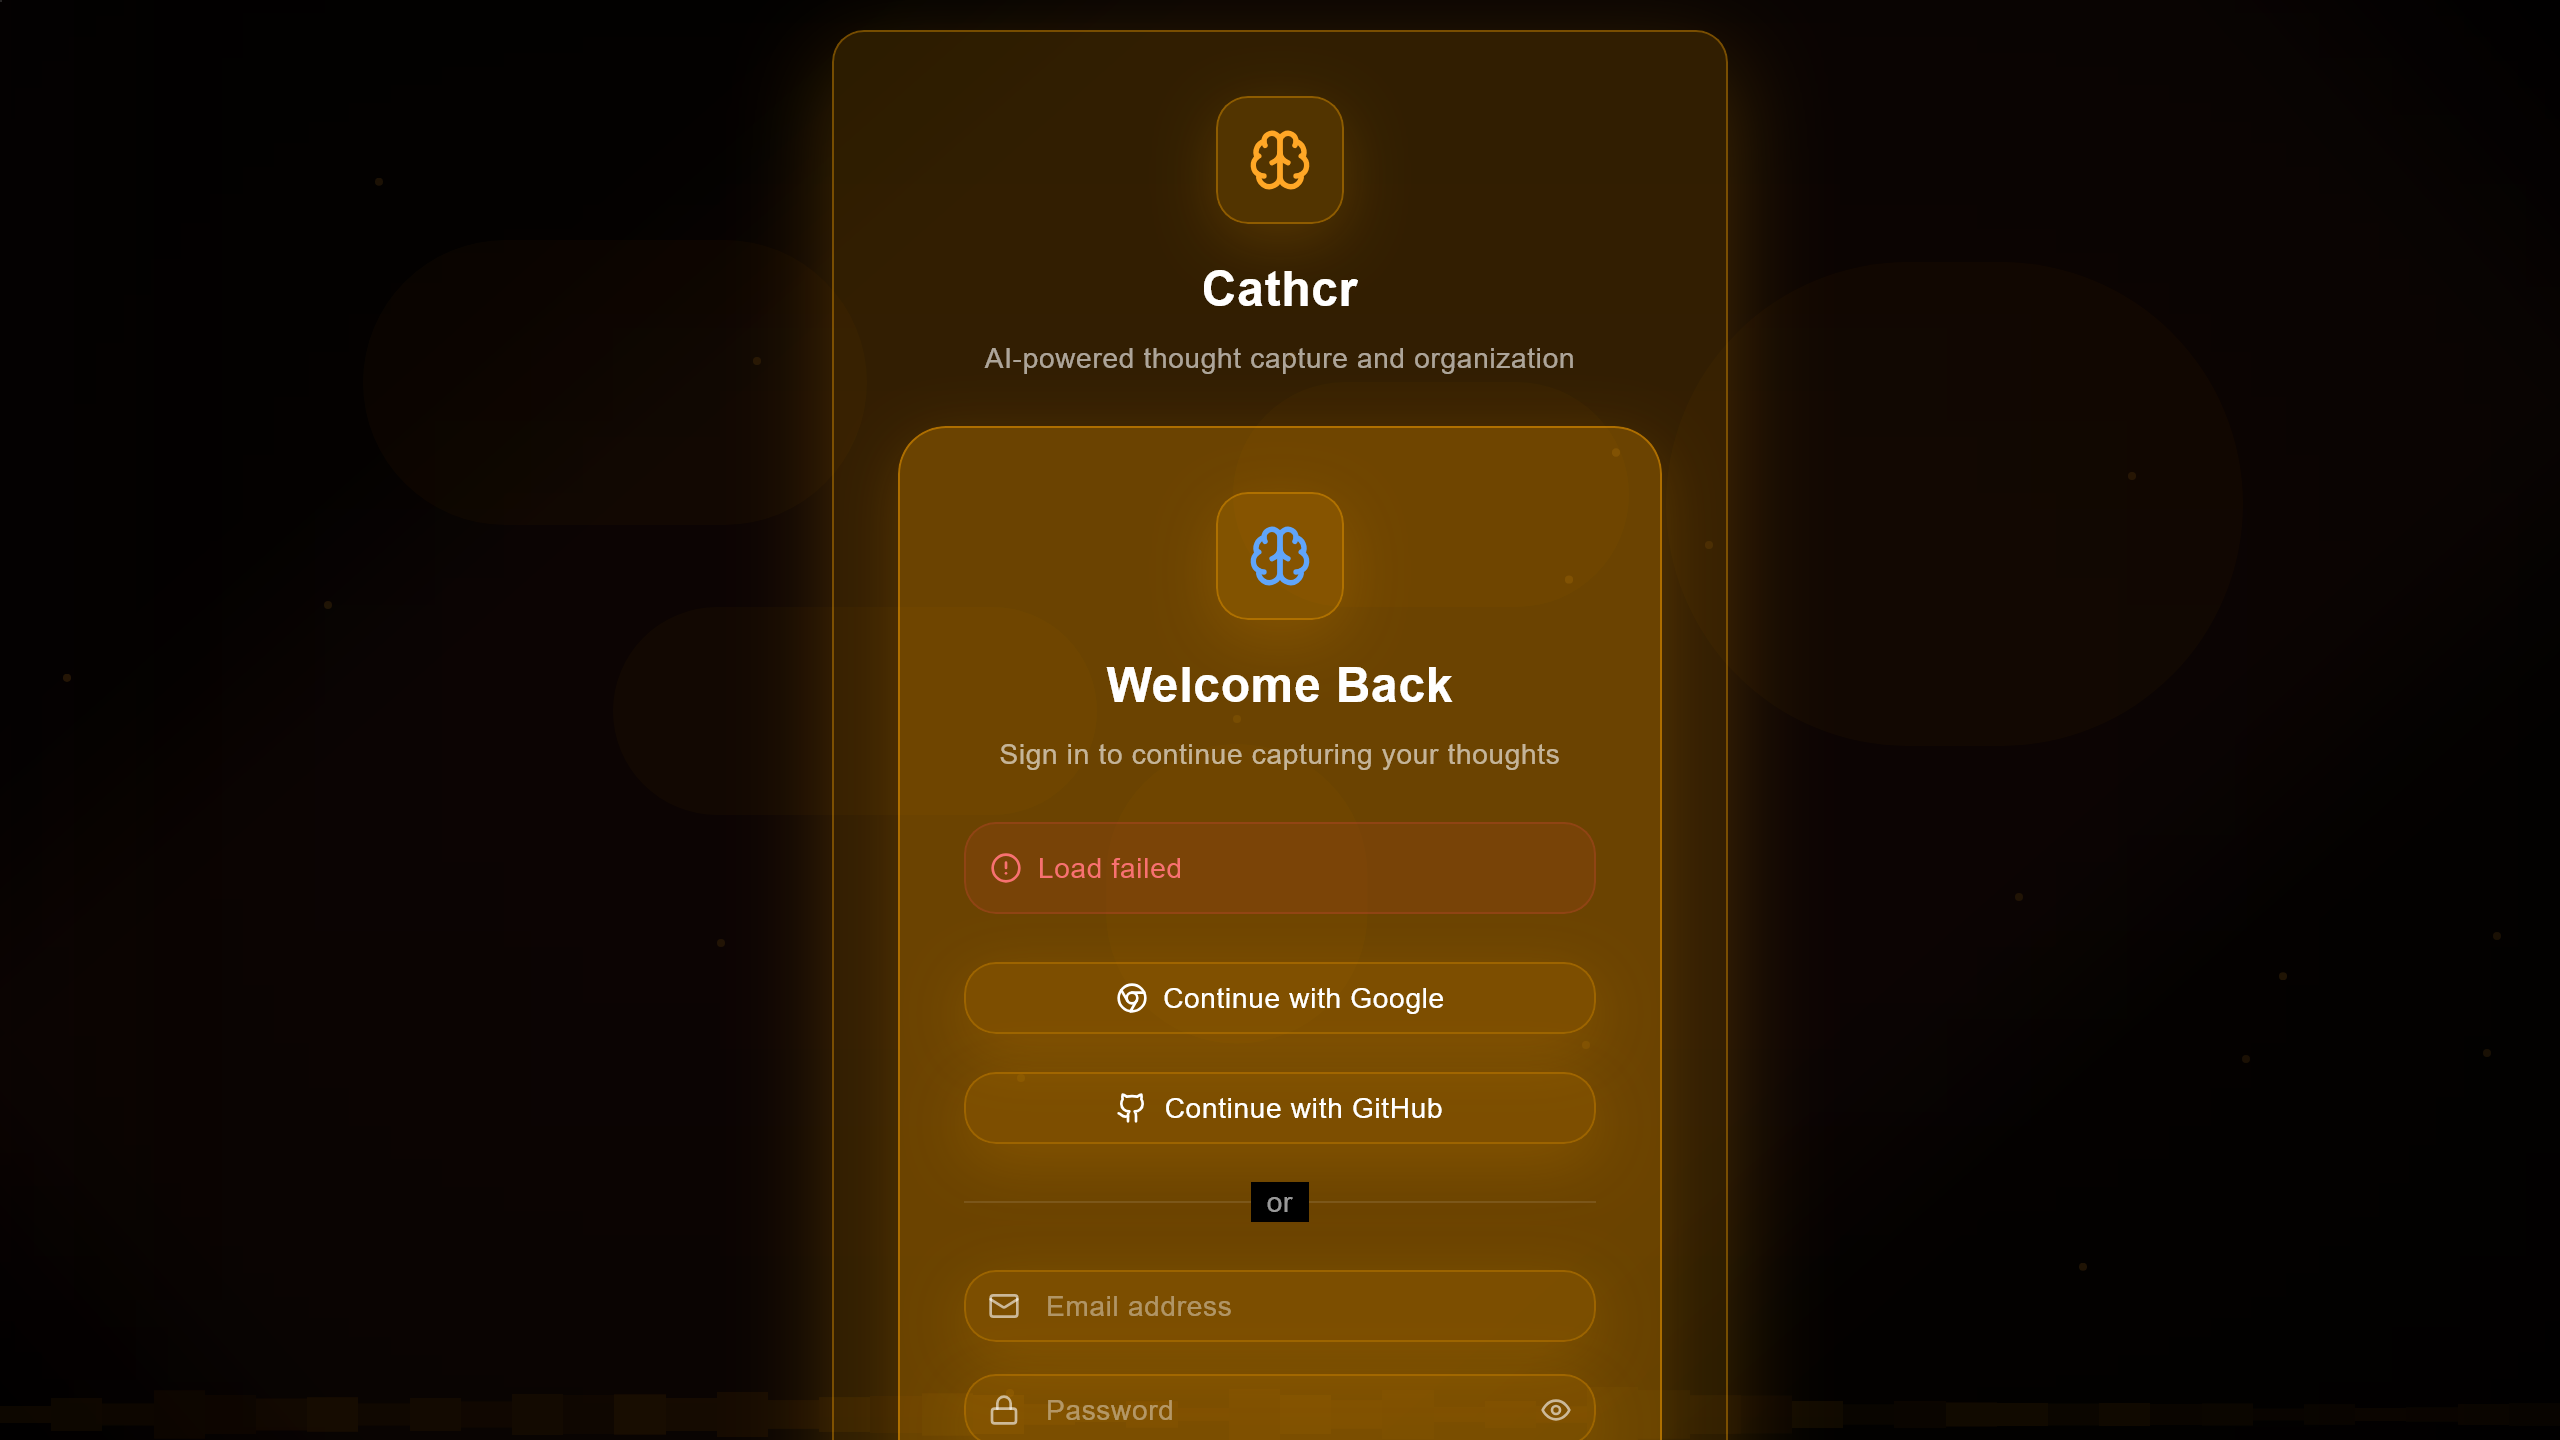 Cathcr
AI-powered thought capture and organization
Welcome Back
Sign in to continue capturing your thoughts
Load failed
Continue with Google
Continue with GitHub
or
Email address
Password